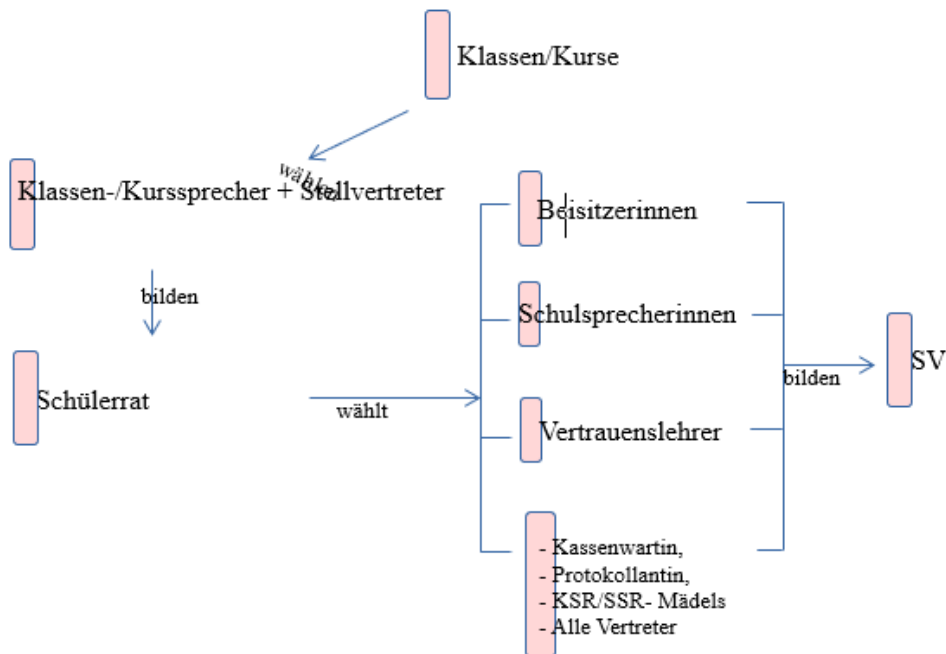 Klassen/Kurse
wählen
Klassen-/Kurssprecher + Stellvertreter
bilden
Schülerrat
wählt
Beisitzerinnen
Schulsprecherinnen
Vertrauenslehrer
- Kassenwartin,
- Protokollantin,
- KSR/SSR- Mädels
- Alle Vertreter
bilden
SV